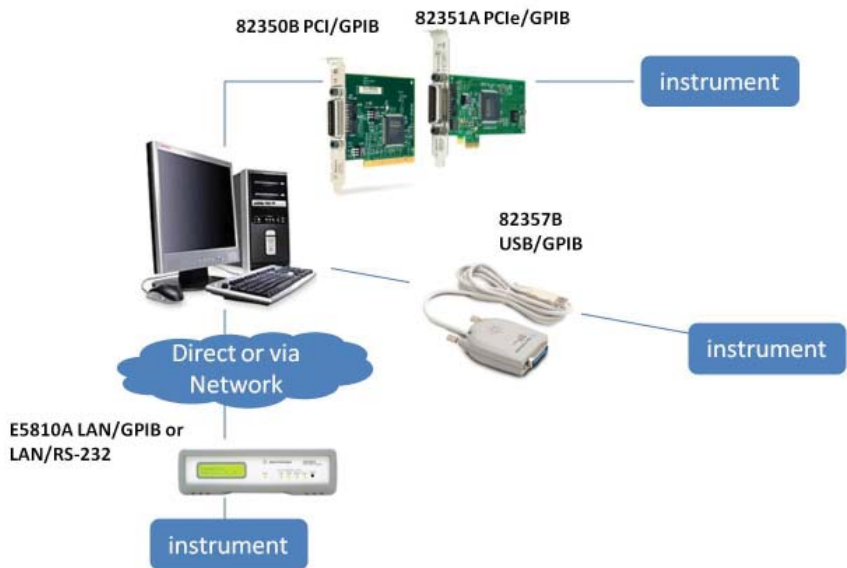 82350B PCI/GPIB
82351A PCIe/GPIB
instrument
82357B
USB/GPIB
instrument
Direct or via
Network
E5810A LAN/GPIB or
LAN/RS-232
instrument